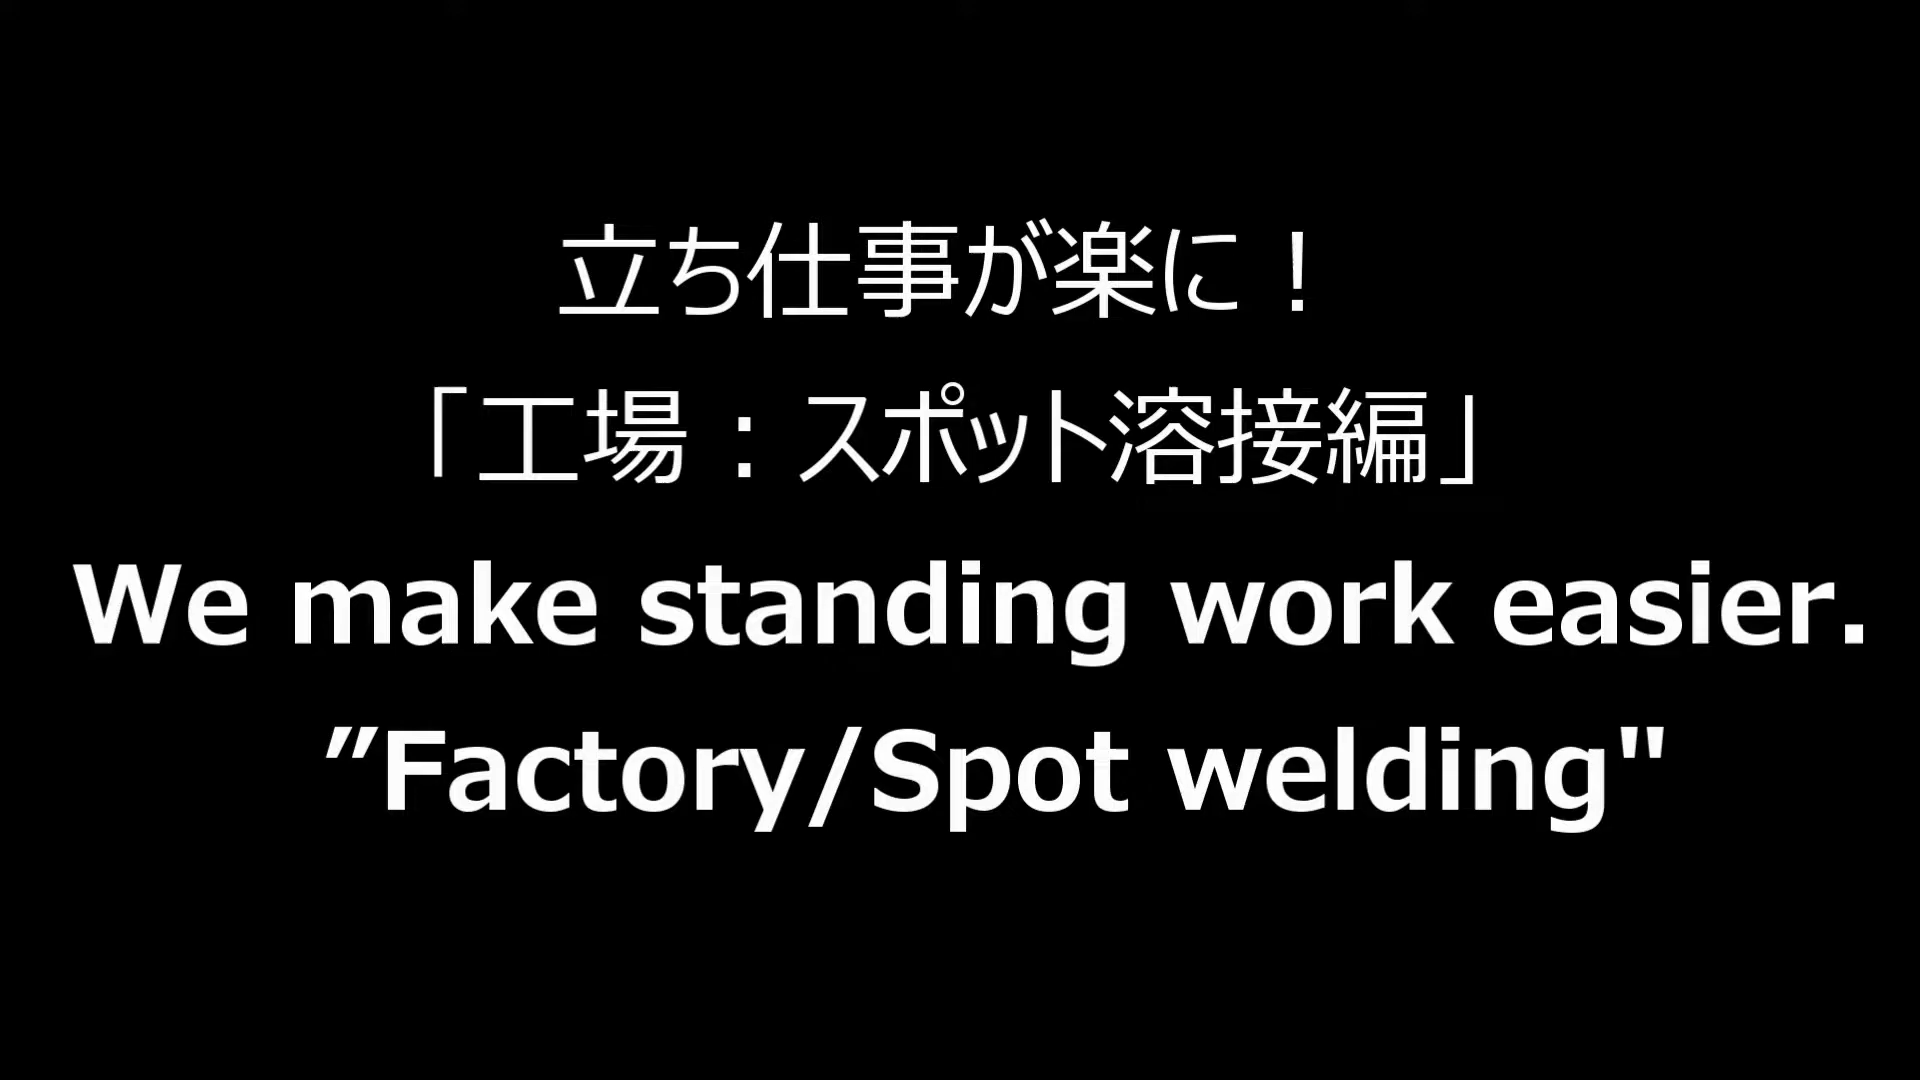 立ち仕事が楽に！
「工場：スポット溶接編」
We make standing work easier.
”Factory/Spot welding"